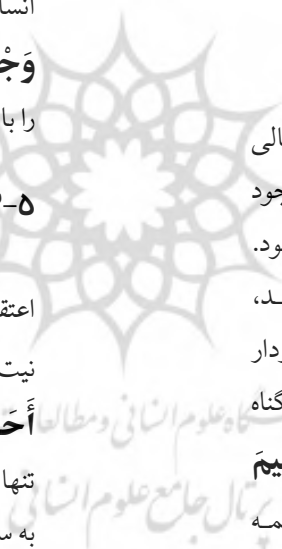 الی
جود
ود.
ـد،
ردار
گناه
یمَ
مـه
انسا
وَجْ
را با
۵-
اعتق
نیت
أَحَ
تنها
به س
گاه علوم انسانی و مطالعا
پرتال جامع علوم انسانی